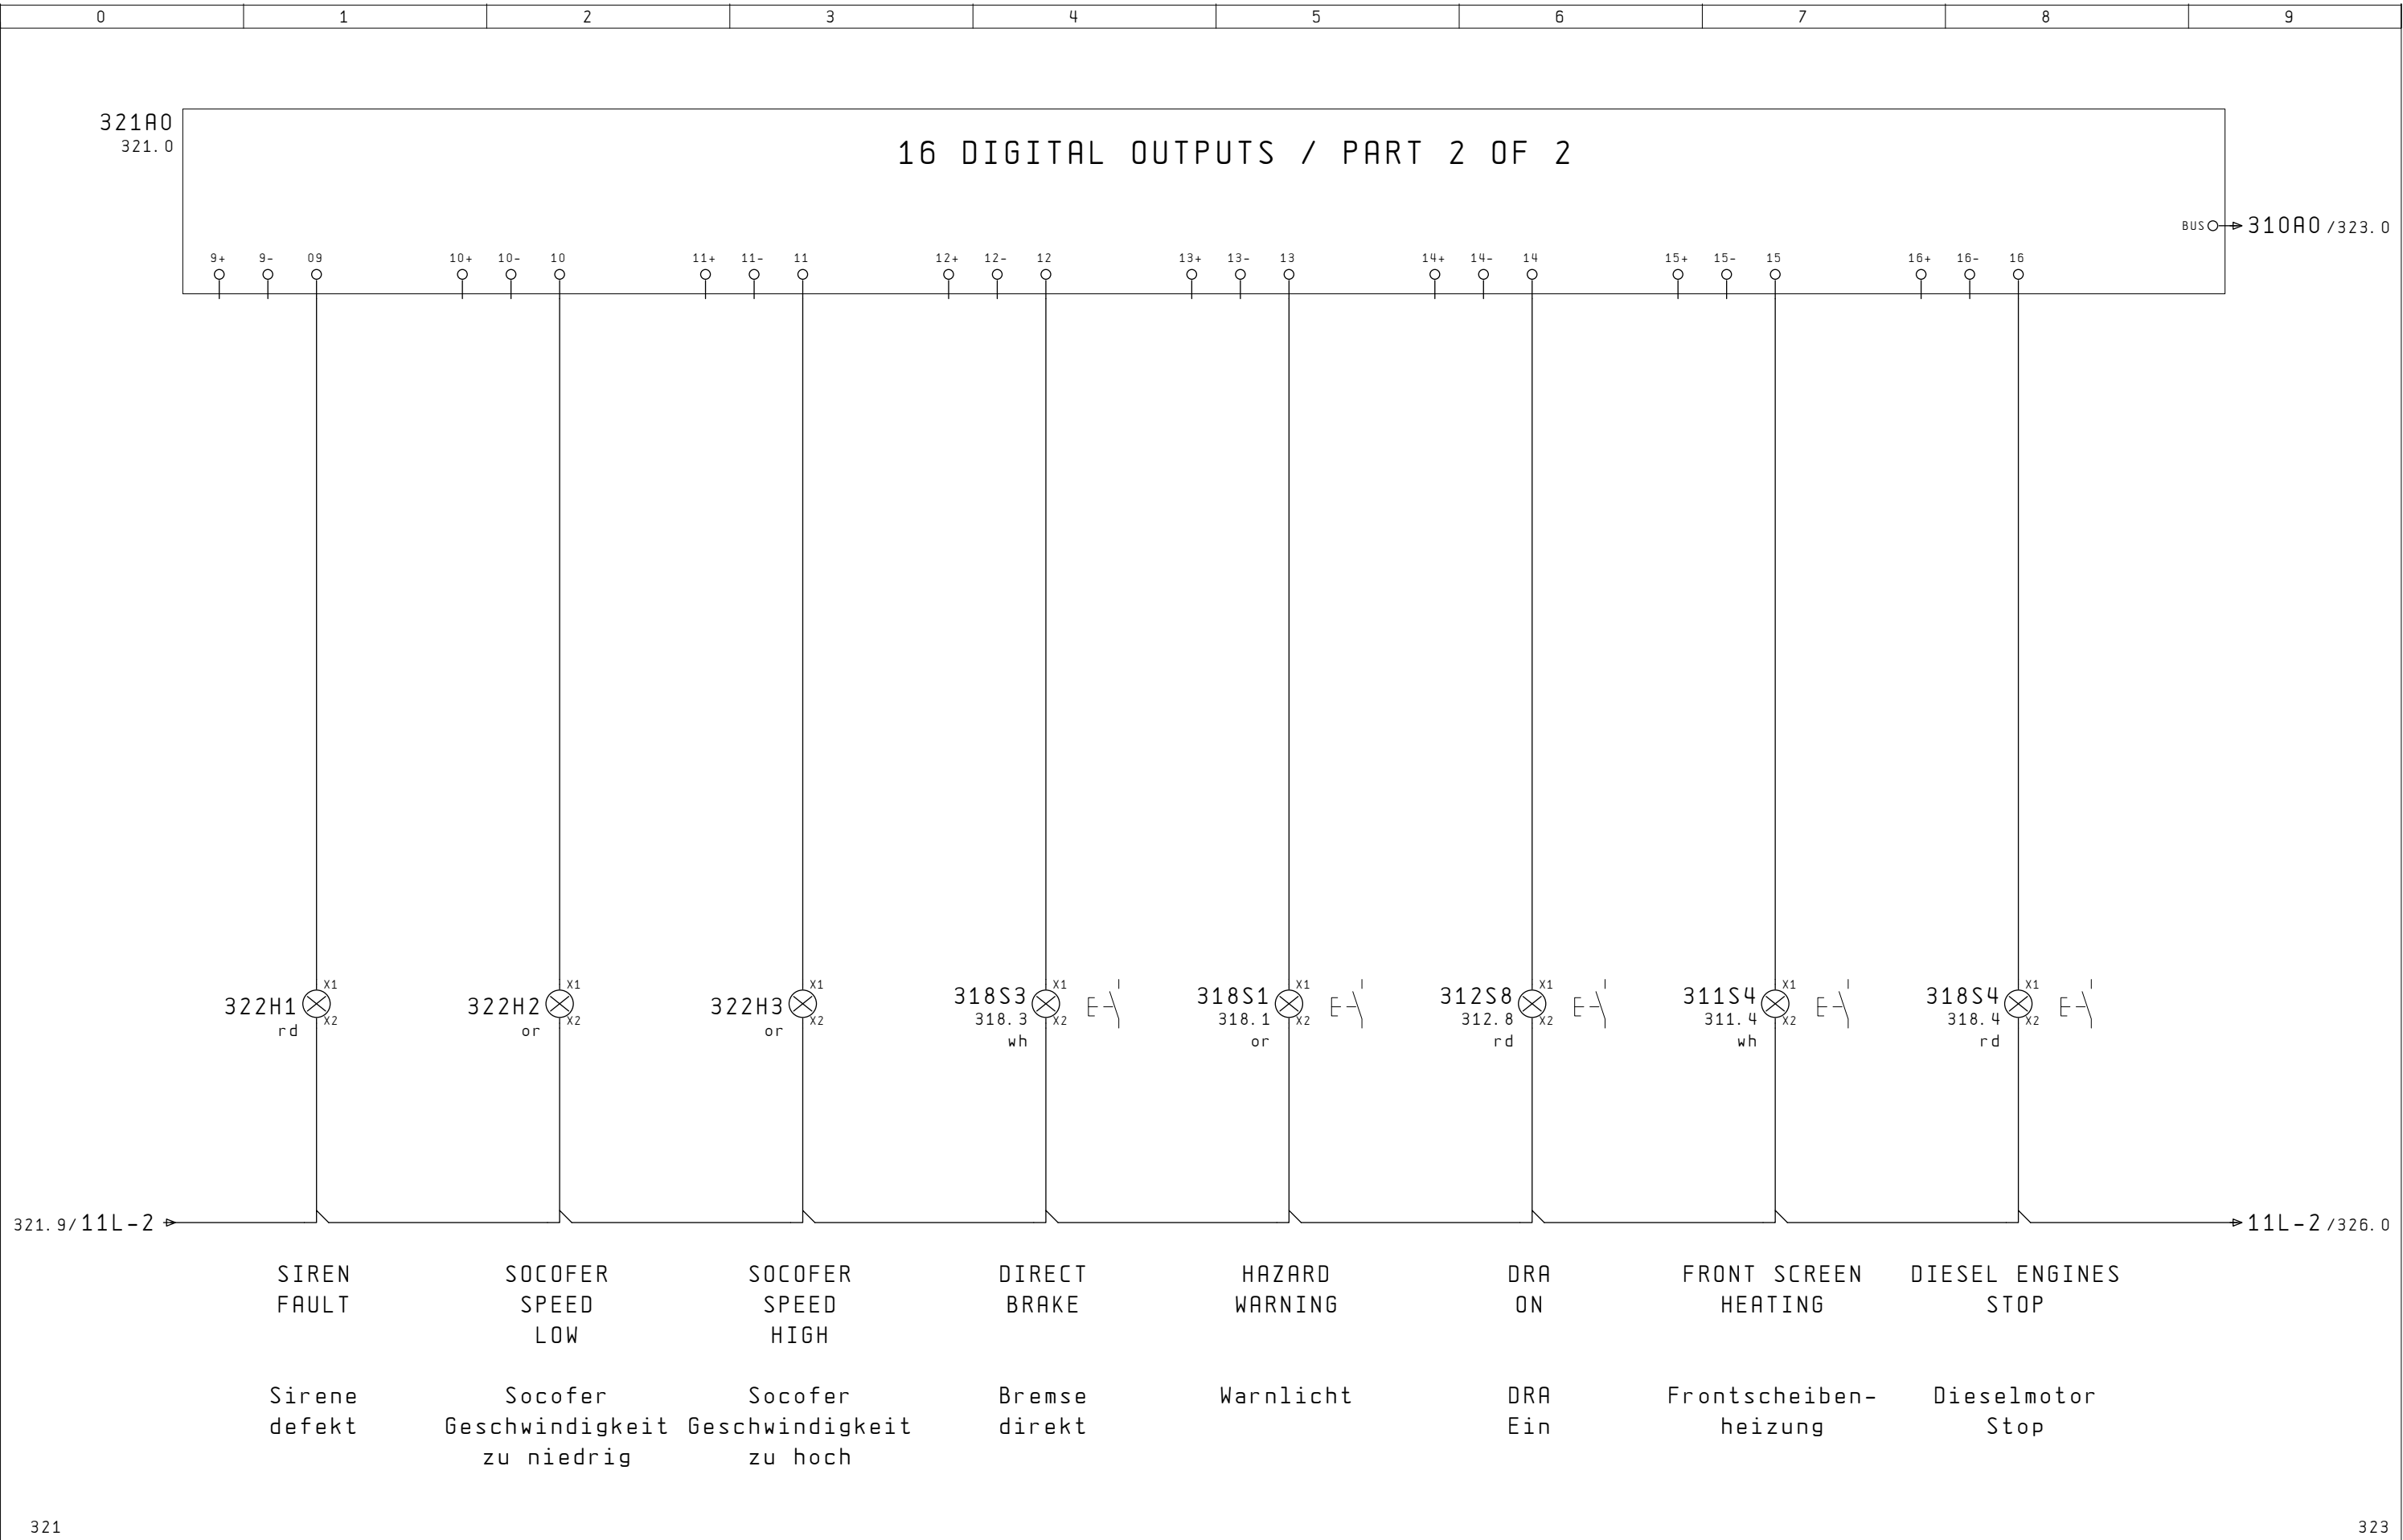 0 1 2 3 4 5 6 7 8 9
321A0
321.0
16 DIGITAL OUTPUTS / PART 2 OF 2
BUS 310A0 /323.0
9+ 9- 09 10+ 10- 10 11+ 11- 11 12+ 12- 12 13+ 13- 13 14+ 14- 14 15+ 15- 15 16+ 16- 16
X1 X1 X1 X1 X1 X1 X1 X1
322H1 322H2 322H3 318S3 318S1 312S8 311S4 318S4
X2 X2 X2 318.3 X2 318.1 X2 312.8 X2 311.4 X2 318.4 X2
rd or or wh or rd wh rd
321.9/ 11L-2 11L-2 /326.0
SIREN
FAULT
SOCOFER
SPEED
LOW
SOCOFER
SPEED
HIGH
DIRECT
BRAKE
HAZARD
WARNING
DRA
ON
FRONT SCREEN
HEATING
DIESEL ENGINES
STOP
Sirene
defekt
Socofer
Geschwindigkeit
zu niedrig
Socofer
Geschwindigkeit
zu hoch
Bremse
direkt
Warnlicht
DRA
Ein
Frontscheiben-
heizung
Dieselmotor
Stop
321 323